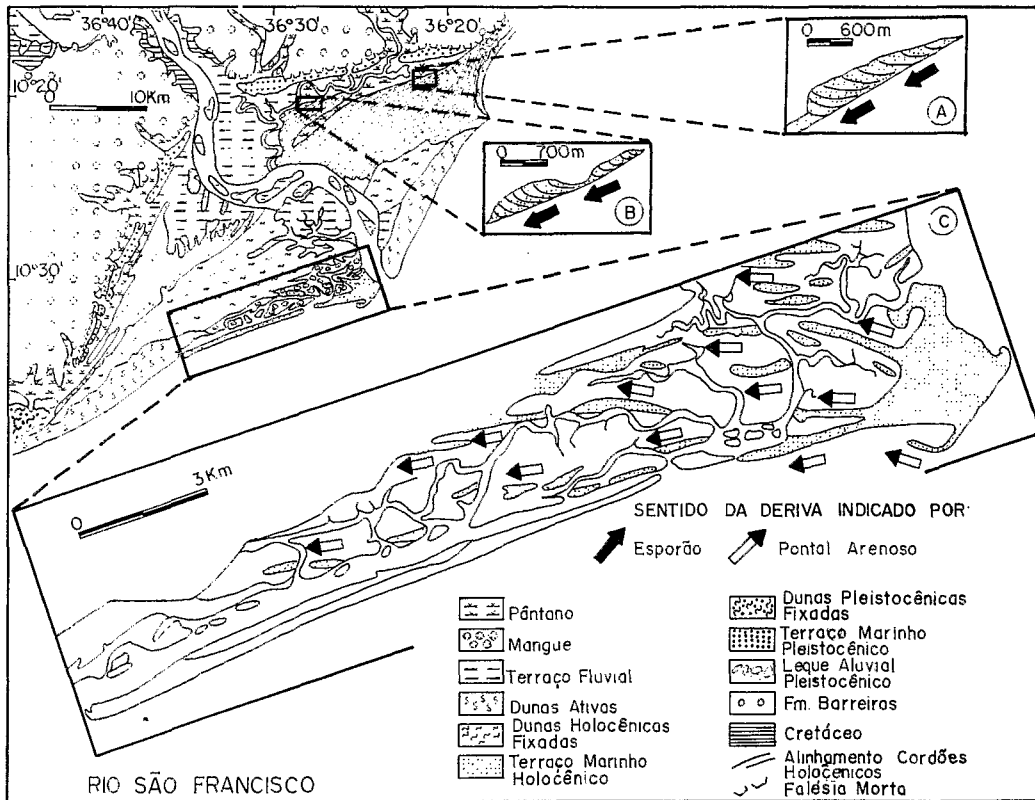 36°40'
36°30'
36°20'
10°20'
0 10Km
10°30'
0 600m
A
0 700m
B
C
0 3Km
SENTIDO DA DERIVA INDICADO POR:
Esporão
Pontal Arenoso
Pântano
Mangue
Terraço Fluvial
Dunas Ativas
Dunas Holocênicas
Fixadas
Terraço Marinho
Holocênico
Dunas Pleistocênicas
Fixadas
Terraço Marinho
Pleistocênico
Leque Aluvial
Pleistocênico
Fm. Barreiras
Cretáceo
Alinhamento Cordões
Holocênicos
Falésia Morta
RIO SÃO FRANCISCO